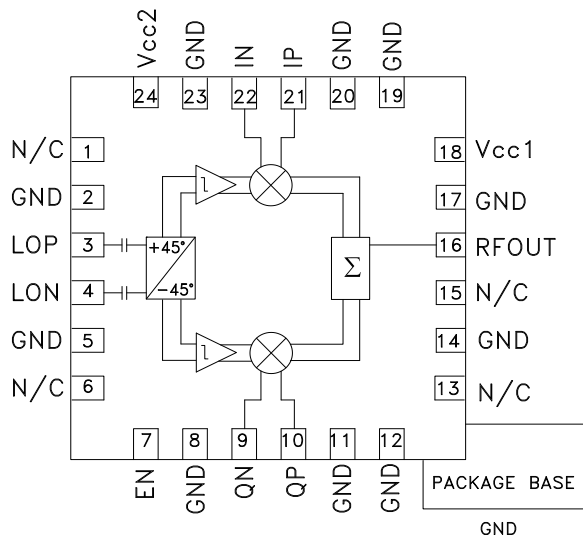 Vcc2 GND IN IP GND GND
24 23 22 21 20 19
N/C 1
GND 2
LOP 3
LON 4
GND 5
N/C 6
+45°
-45°
Σ
18 Vcc1
17 GND
16 RFOUT
15 N/C
14 GND
13 N/C
7 8 9 10 11 12
EN GND QN QP GND GND
PACKAGE BASE
GND